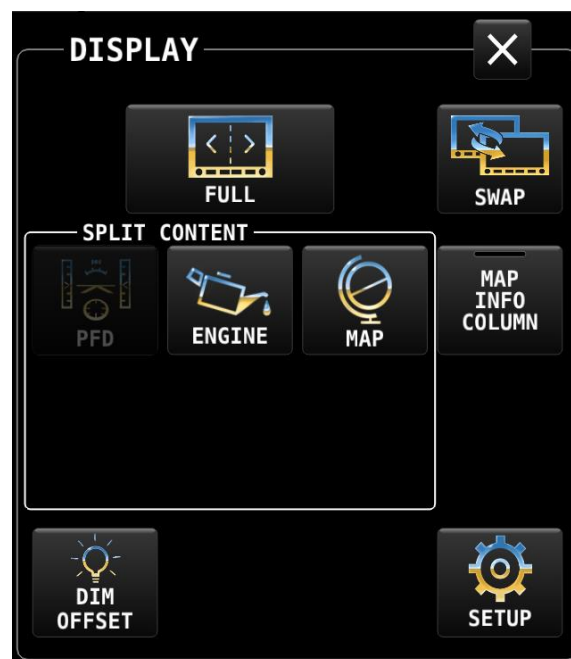 DISPLAY
FULL
SWAP
SPLIT CONTENT
PFD
ENGINE
MAP
MAP
INFO
COLUMN
DIM
OFFSET
SETUP